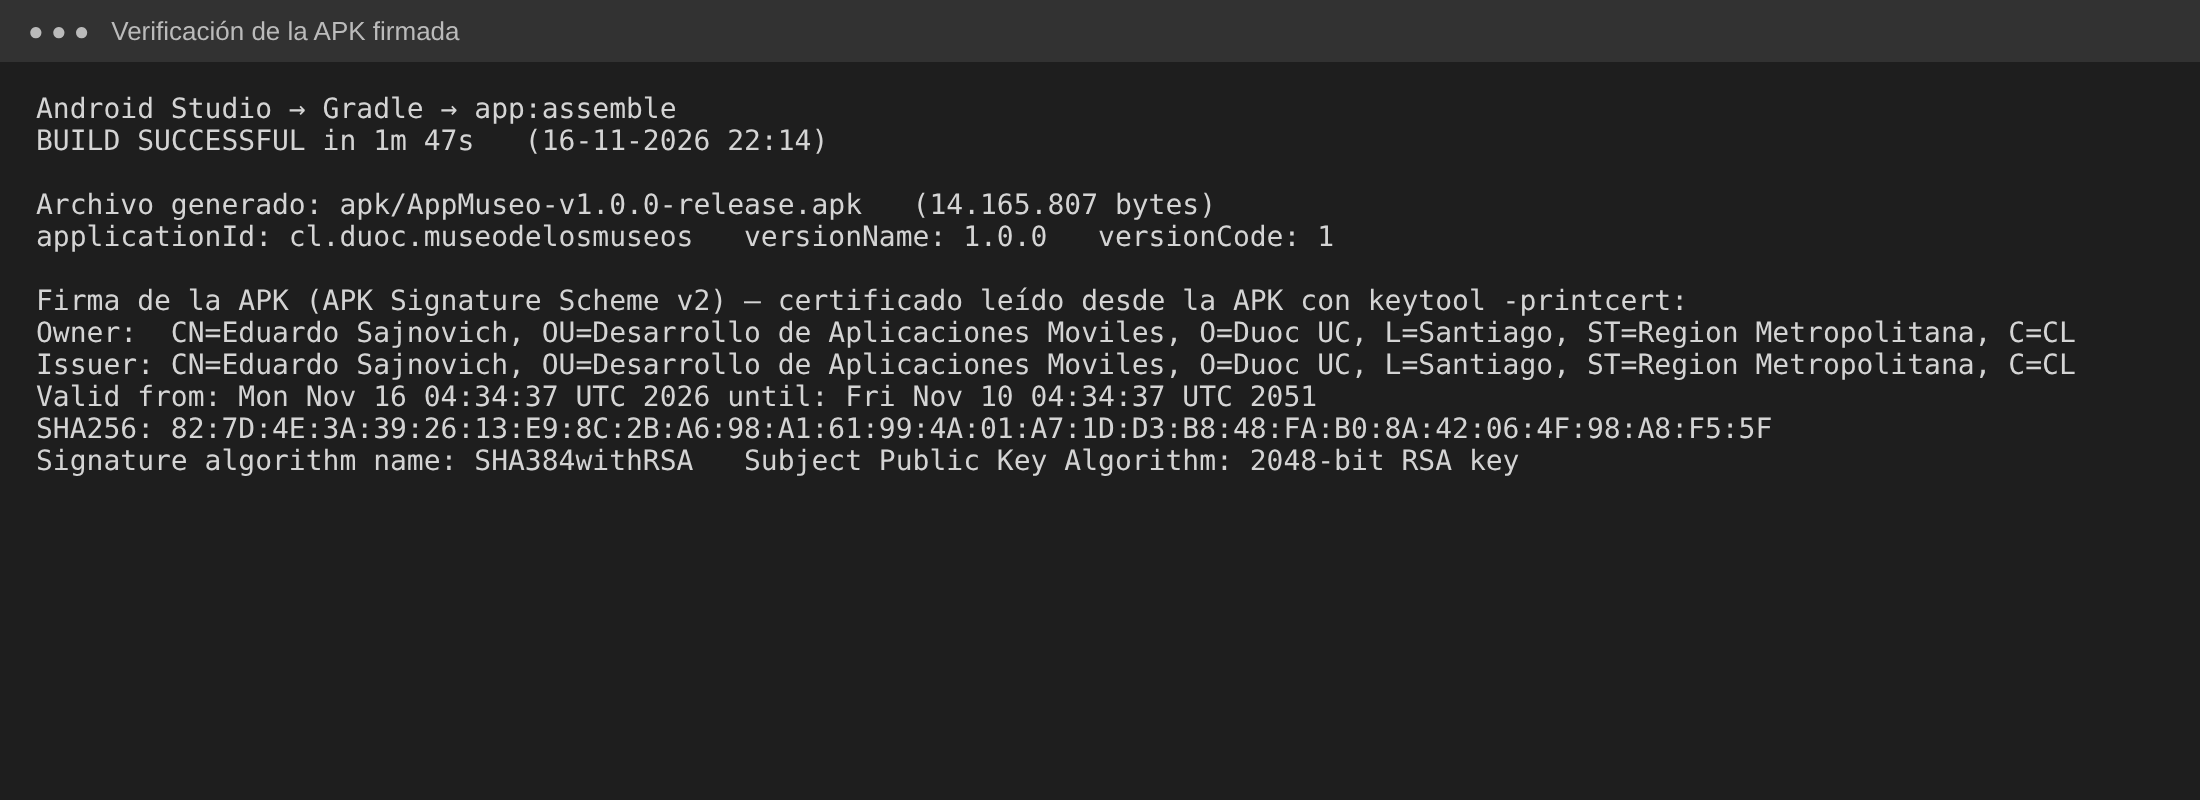 Verificación de la APK firmada
Android Studio → Gradle → app:assemble
BUILD SUCCESSFUL in 1m 47s   (16-11-2026 22:14)
Archivo generado: apk/AppMuseo-v1.0.0-release.apk   (14.165.807 bytes)
applicationId: cl.duoc.museodelosmuseos   versionName: 1.0.0   versionCode: 1
Firma de la APK (APK Signature Scheme v2) — certificado leído desde la APK con keytool -printcert:
Owner:  CN=Eduardo Sajnovich, OU=Desarrollo de Aplicaciones Moviles, O=Duoc UC, L=Santiago, ST=Region Metropolitana, C=CL
Issuer: CN=Eduardo Sajnovich, OU=Desarrollo de Aplicaciones Moviles, O=Duoc UC, L=Santiago, ST=Region Metropolitana, C=CL
Valid from: Mon Nov 16 04:34:37 UTC 2026 until: Fri Nov 10 04:34:37 UTC 2051
SHA256: 82:7D:4E:3A:39:26:13:E9:8C:2B:A6:98:A1:61:99:4A:01:A7:1D:D3:B8:48:FA:B0:8A:42:06:4F:98:A8:F5:5F
Signature algorithm name: SHA384withRSA   Subject Public Key Algorithm: 2048-bit RSA key